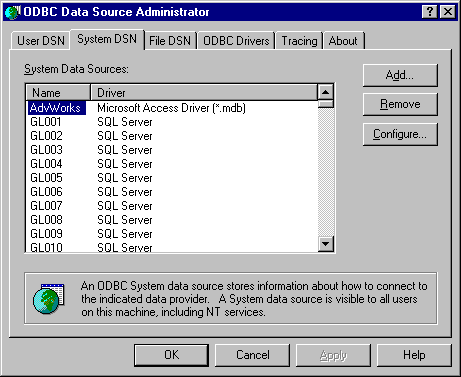 ODBC Data Source Administrator
User DSN System DSN File DSN ODBC Drivers Tracing About
System Data Sources:
Name Driver
AdvWorks Microsoft Access Driver (*.mdb)
GL001 SQL Server
GL002 SQL Server
GL003 SQL Server
GL004 SQL Server
GL005 SQL Server
GL006 SQL Server
GL007 SQL Server
GL008 SQL Server
GL009 SQL Server
GL010 SQL Server
Add...
Remove
Configure...
An ODBC System data source stores information about how to connect to
the indicated data provider. A System data source is visible to all users
on this machine, including NT services.
OK Cancel Apply Help